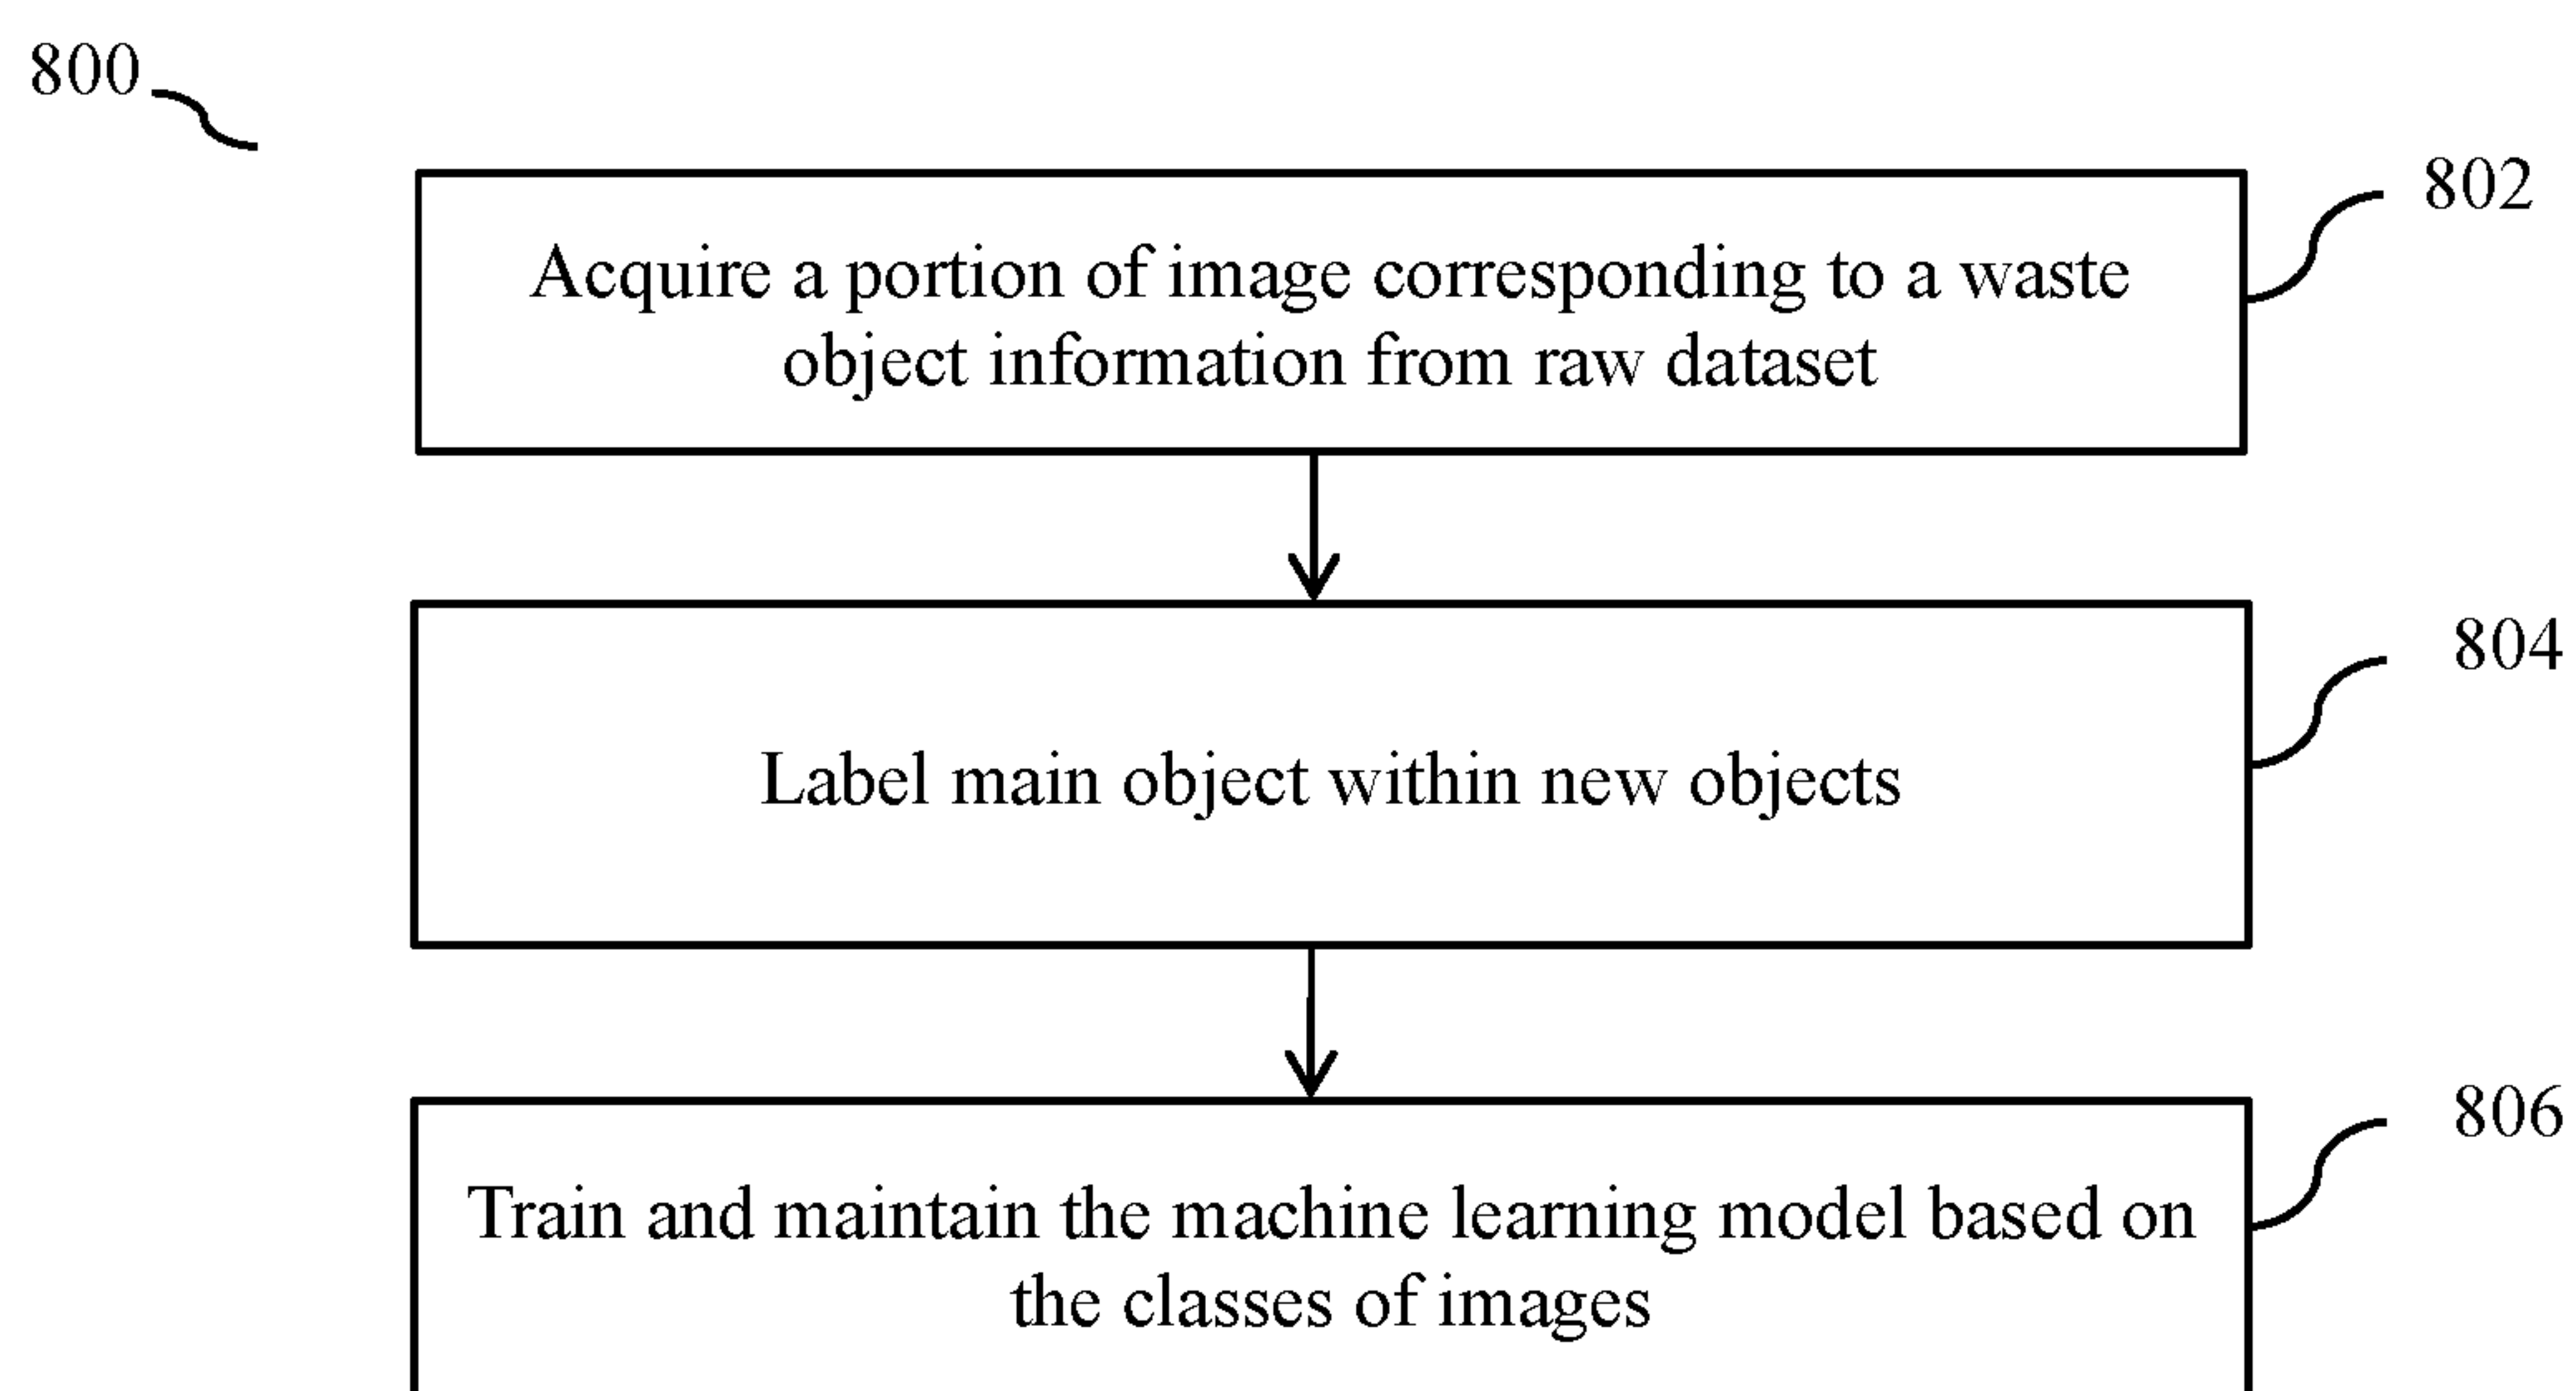 800
802
Acquire a portion of image corresponding to a waste
object information from raw dataset
804
Label main object within new objects
806
Train and maintain the machine learning model based on
the classes of images